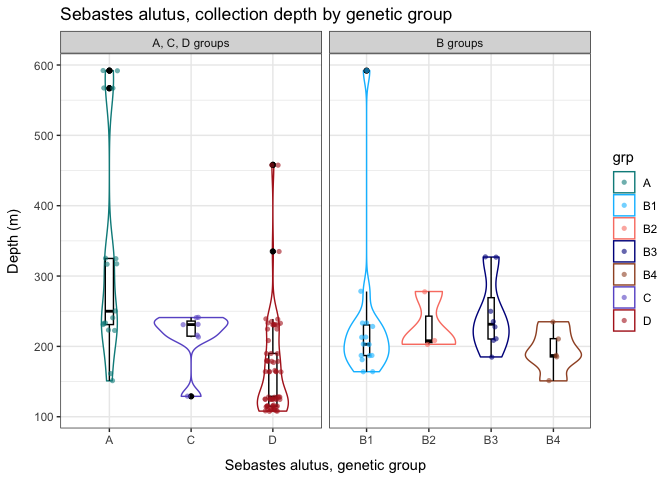 Sebastes alutus, collection depth by genetic group
A, C, D groups
B groups
600
500
400
300
200
100
Depth (m)
A
C
D
B1
B2
B3
B4
Sebastes alutus, genetic group
grp
A
B1
B2
B3
B4
C
D